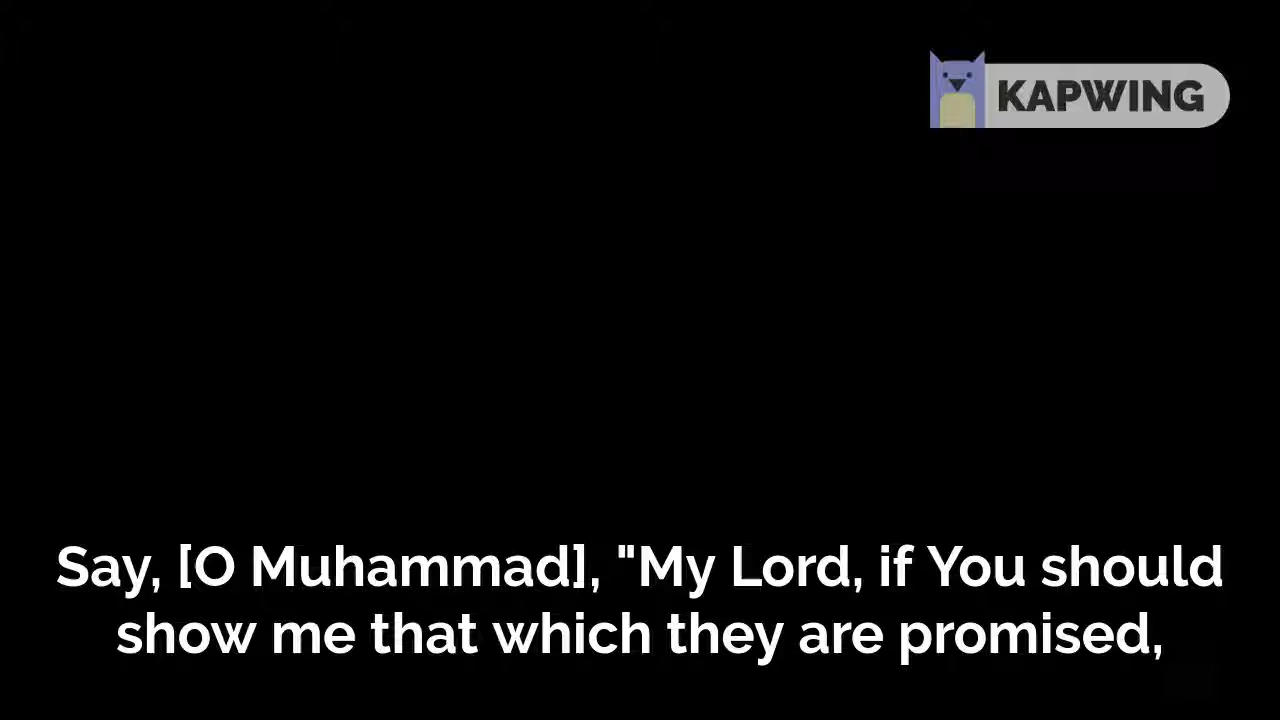 KAPWING
Say, [O Muhammad], "My Lord, if You should
show me that which they are promised,